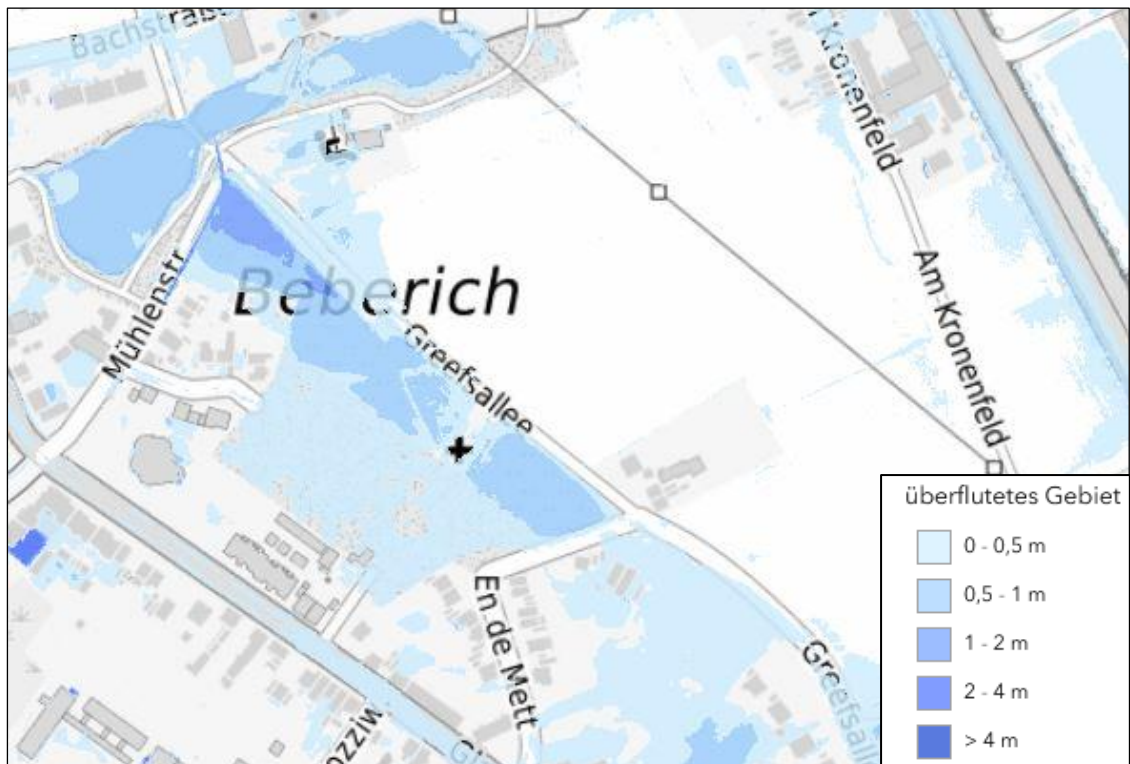 Bachstraße
Kronenfeld
Am Kronenfeld
Beberich
Mühlenstr
Greefsallee
En de Mett
Greefsallee
überflutetes Gebiet
0 - 0,5 m
0,5 - 1 m
1 - 2 m
2 - 4 m
> 4 m